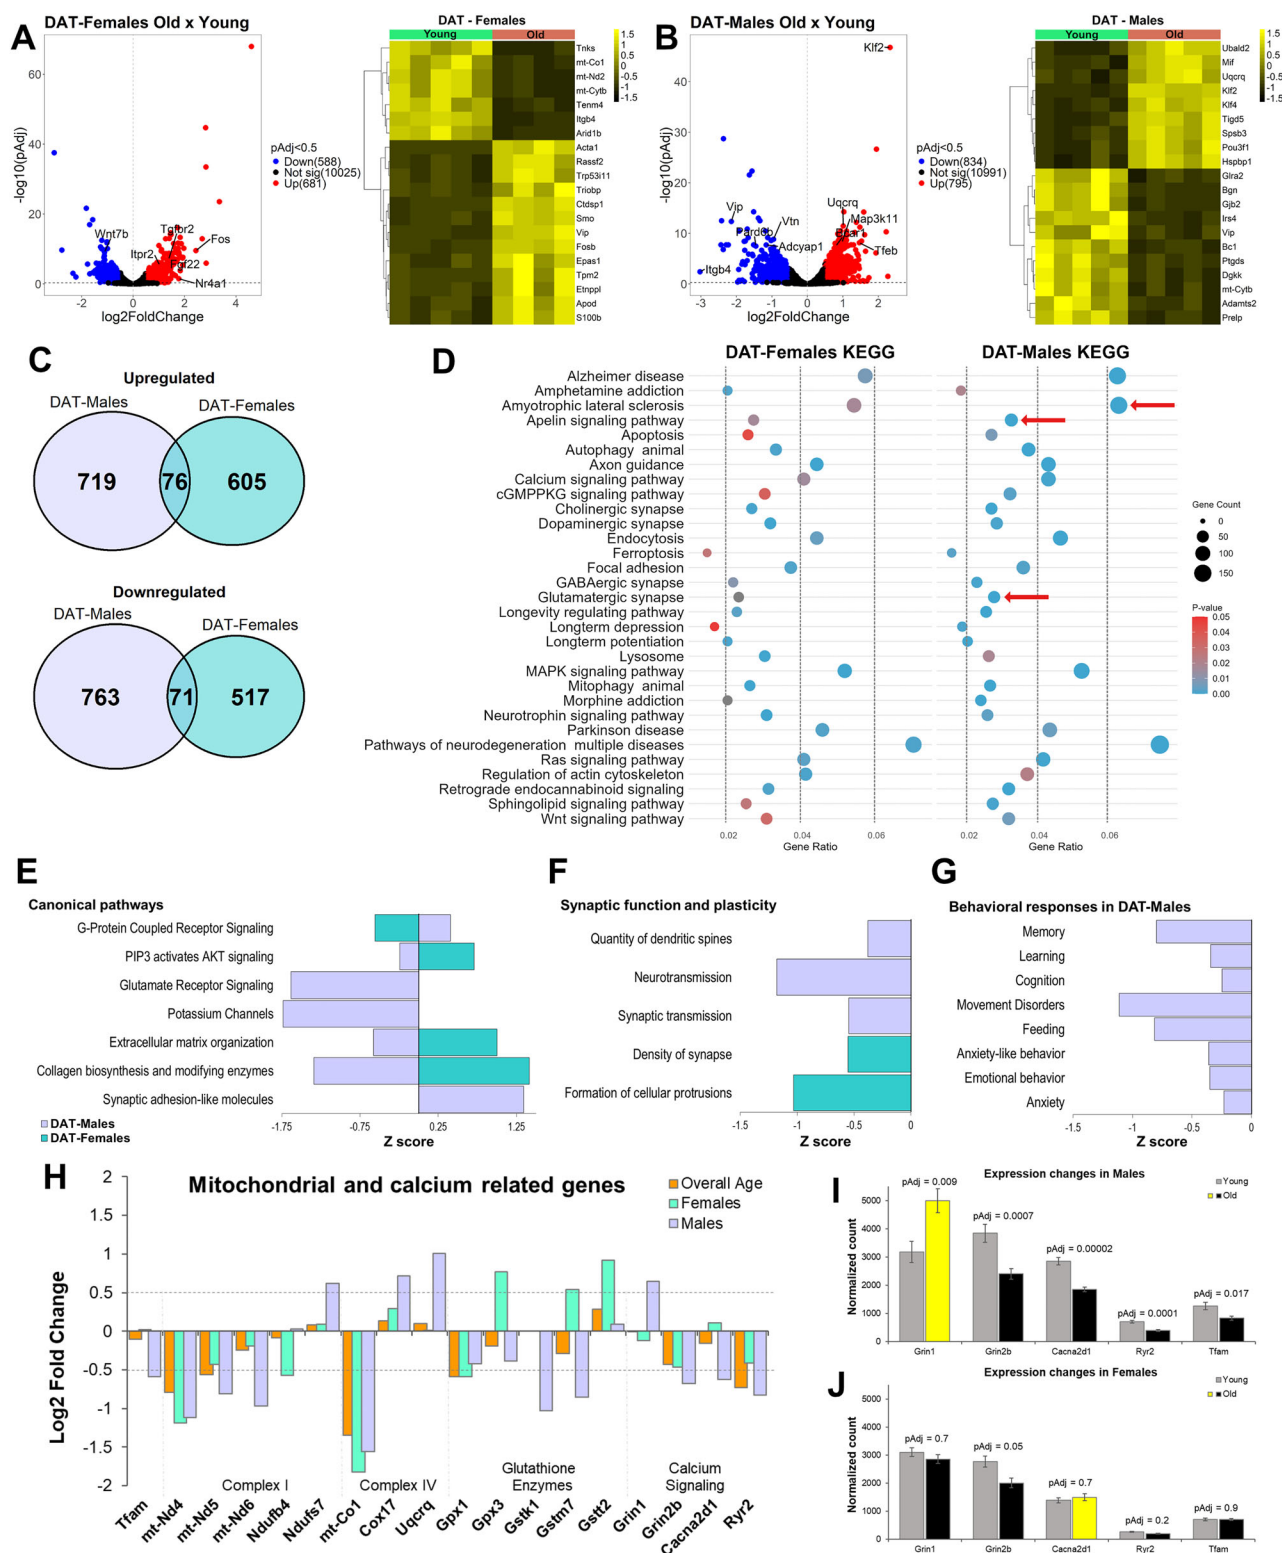 A
DAT-Females Old x Young
-log10(pAdj)
60
40
20
0
-2
0
2
4
log2FoldChange
Wnt7b
Tgfbr2
Itpr2
Fos
Fgf22
Nr4a1
pAdj<0.5
Down(588)
Not sig(10025)
Up(681)
DAT - Females
Young
Old
Tnks
mt-Co1
mt-Nd2
mt-Cytb
Tenm4
Itgb4
Arid1b
Acta1
Rassf2
Trp53i11
Triobp
Ctdsp1
Smo
Vip
Fosb
Epas1
Tpm2
Etnppl
Apod
S100b
1.5
1
0.5
0
-0.5
-1
-1.5
B
DAT-Males Old x Young
-log10(pAdj)
40
30
20
10
0
-3
-2
-1
0
1
2
log2FoldChange
Klf2
Vip
Vtn
Uqcrq
Map3k11
Adcyap1
Tfeb
Itgb4
pAdj<0.5
Down(834)
Not sig(10991)
Up(795)
DAT - Males
Young
Old
Ubald2
Mif
Uqcrq
Klf2
Klf4
Tigd5
Spsb3
Pou3f1
Hspbp1
Glra2
Bgn
Gjb2
Irs4
Vip
Bc1
Ptgds
Dgkk
mt-Cytb
Adamts2
Prelp
1.5
1
0.5
0
-0.5
-1
-1.5
C
Upregulated
DAT-Males
DAT-Females
719
76
605
Downregulated
DAT-Males
DAT-Females
763
71
517
D
DAT-Females KEGG
DAT-Males KEGG
Alzheimer disease
Amphetamine addiction
Amyotrophic lateral sclerosis
Apelin signaling pathway
Apoptosis
Autophagy animal
Axon guidance
Calcium signaling pathway
cGMPPKG signaling pathway
Cholinergic synapse
Dopaminergic synapse
Endocytosis
Ferroptosis
Focal adhesion
GABAergic synapse
Glutamatergic synapse
Longevity regulating pathway
Longterm depression
Longterm potentiation
Lysosome
MAPK signaling pathway
Mitophagy animal
Morphine addiction
Neurotrophin signaling pathway
Parkinson disease
Pathways of neurodegeneration multiple diseases
Ras signaling pathway
Regulation of actin cytoskeleton
Retrograde endocannabinoid signaling
Sphingolipid signaling pathway
Wnt signaling pathway
0.02
0.04
0.06
Gene Ratio
0.02
0.04
0.06
Gene Ratio
Gene Count
0
50
100
150
P-value
0.05
0.04
0.03
0.02
0.01
0.00
E
Canonical pathways
G-Protein Coupled Receptor Signaling
PIP3 activates AKT signaling
Glutamate Receptor Signaling
Potassium Channels
Extracellular matrix organization
Collagen biosynthesis and modifying enzymes
Synaptic adhesion-like molecules
DAT-Males
DAT-Females
-1.75
-0.75
0.25
1.25
Z score
F
Synaptic function and plasticity
Quantity of dendritic spines
Neurotransmission
Synaptic transmission
Density of synapse
Formation of cellular protrusions
-1.5
-1
-0.5
0
Z score
G
Behavioral responses in DAT-Males
Memory
Learning
Cognition
Movement Disorders
Feeding
Anxiety-like behavior
Emotional behavior
Anxiety
-1.5
-1
-0.5
0
Z score
H
Mitochondrial and calcium related genes
Overall Age
Females
Males
Log2 Fold Change
2
1.5
1
0.5
0
-0.5
-1
-1.5
-2
Complex I
Complex IV
Glutathione
Enzymes
Calcium
Signaling
Tfam
mt-Nd4
mt-Nd5
mt-Nd6
Ndufb4
Ndufs7
mt-Co1
Cox17
Uqcrq
Gpx1
Gpx3
Gstk1
Gstm7
Gstt2
Grin1
Grin2b
Cacna2d1
Ryr2
I
Expression changes in Males
Young
Old
Normalized count
5000
4000
3000
2000
1000
0
pAdj = 0.009
pAdj = 0.0007
pAdj = 0.00002
pAdj = 0.0001
pAdj = 0.017
Grin1
Grin2b
Cacna2d1
Ryr2
Tfam
J
Expression changes in Females
Young
Old
Normalized count
5000
4000
3000
2000
1000
0
pAdj = 0.7
pAdj = 0.05
pAdj = 0.7
pAdj = 0.2
pAdj = 0.9
Grin1
Grin2b
Cacna2d1
Ryr2
Tfam